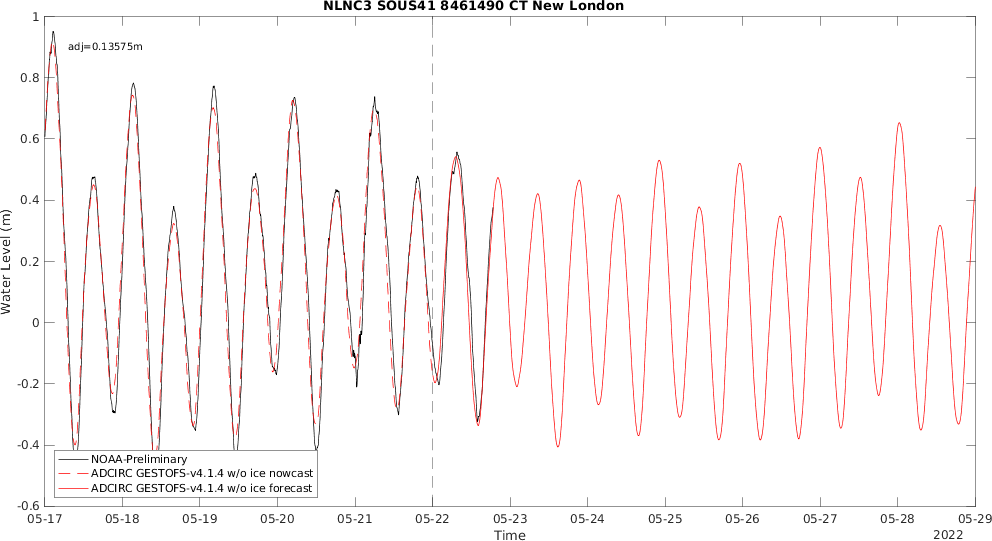 NLNC3 SOUS41 8461490 CT New London
adj=0.13575m
Water Level (m)
1
0.8
0.6
0.4
0.2
0
-0.2
-0.4
-0.6
NOAA-Preliminary
ADCIRC GESTOFS-v4.1.4 w/o ice nowcast
ADCIRC GESTOFS-v4.1.4 w/o ice forecast
05-17 05-18 05-19 05-20 05-21 05-22 05-23 05-24 05-25 05-26 05-27 05-28 05-29
Time
2022